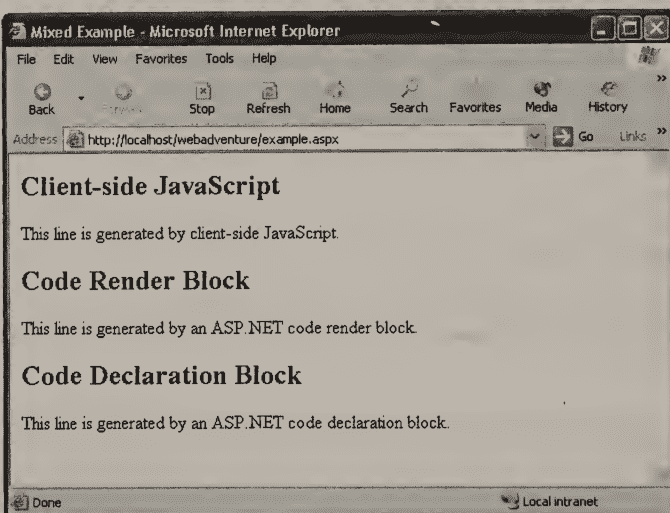 Mixed Example - Microsoft Internet Explorer
File Edit View Favorites Tools Help
Back Forward Stop Refresh Home Search Favorites Media History »
Address http://localhost/webadventure/example.aspx Go Links »
Client-side JavaScript
This line is generated by client-side JavaScript.
Code Render Block
This line is generated by an ASP.NET code render block.
Code Declaration Block
This line is generated by an ASP.NET code declaration block.
Done Local intranet